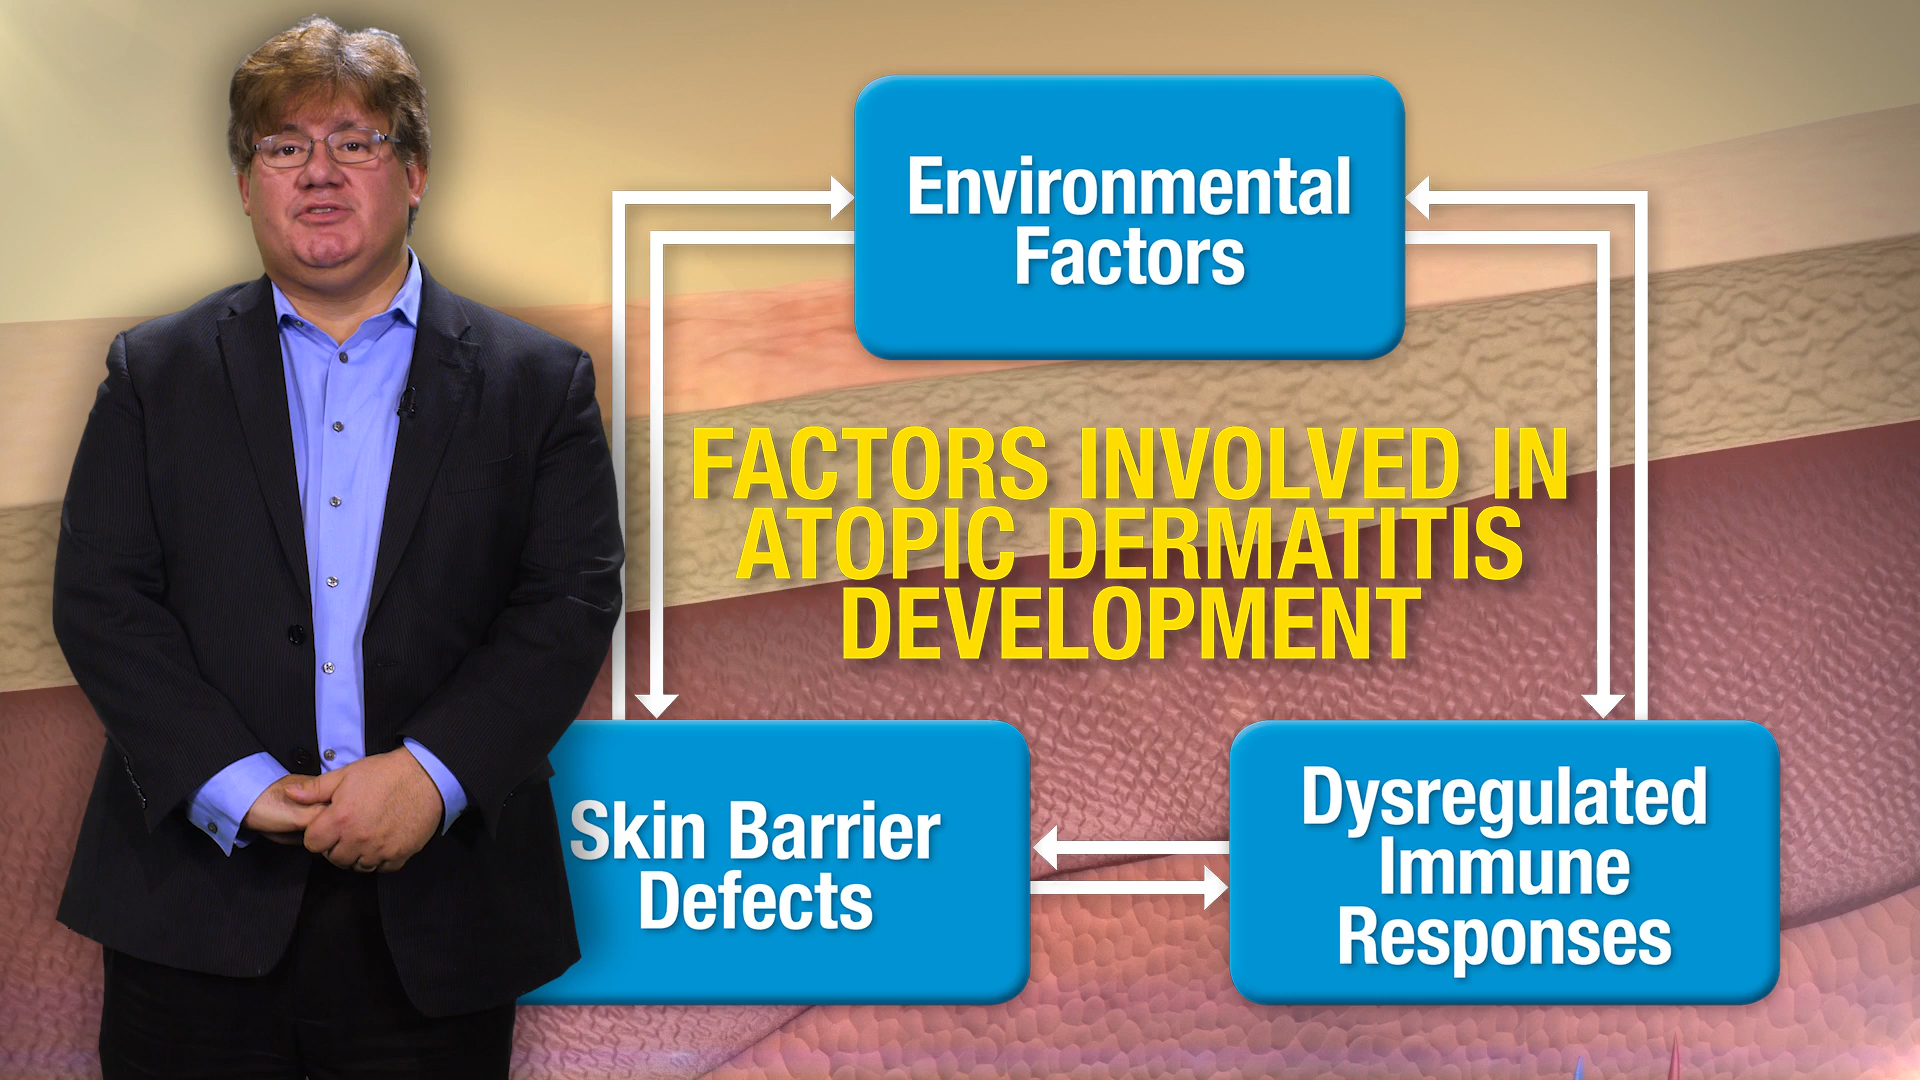 Environmental
Factors
FACTORS INVOLVED IN
ATOPIC DERMATITIS
DEVELOPMENT
Skin Barrier
Defects
Dysregulated
Immune
Responses